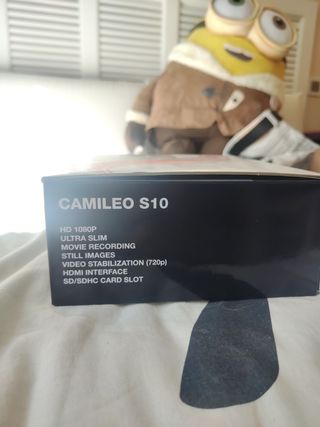 CAMILEO S10
HD 1080P
ULTRA SLIM
MOVIE RECORDING
STILL IMAGES
VIDEO STABILIZATION (720p)
HDMI INTERFACE
SD/SDHC CARD SLOT